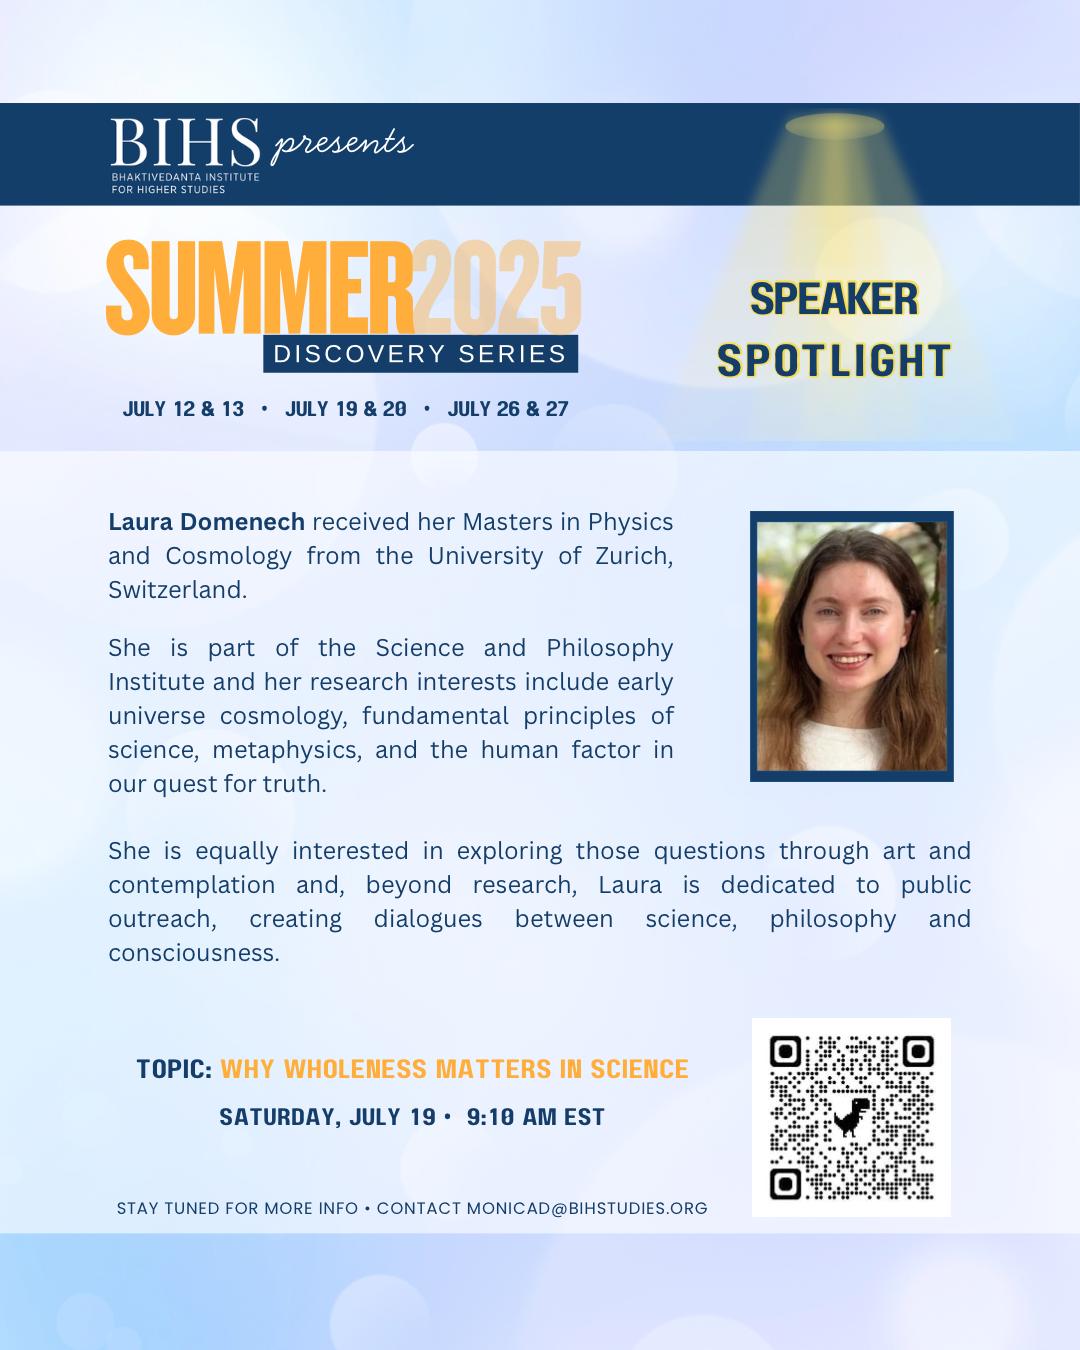 BIHS presents
BHAKTIVEDANTA INSTITUTE
FOR HIGHER STUDIES
SUMMER2025
DISCOVERY SERIES
JULY 12 & 13 • JULY 19 & 20 • JULY 26 & 27
SPEAKER
SPOTLIGHT
Laura Domenech received her Masters in Physics
and Cosmology from the University of Zurich,
Switzerland.
She is part of the Science and Philosophy
Institute and her research interests include early
universe cosmology, fundamental principles of
science, metaphysics, and the human factor in
our quest for truth.
She is equally interested in exploring those questions through art and
contemplation and, beyond research, Laura is dedicated to public
outreach, creating dialogues between science, philosophy and
consciousness.
TOPIC: WHY WHOLENESS MATTERS IN SCIENCE
SATURDAY, JULY 19 • 9:10 AM EST
STAY TUNED FOR MORE INFO • CONTACT MONICAD@BIHSTUDIES.ORG